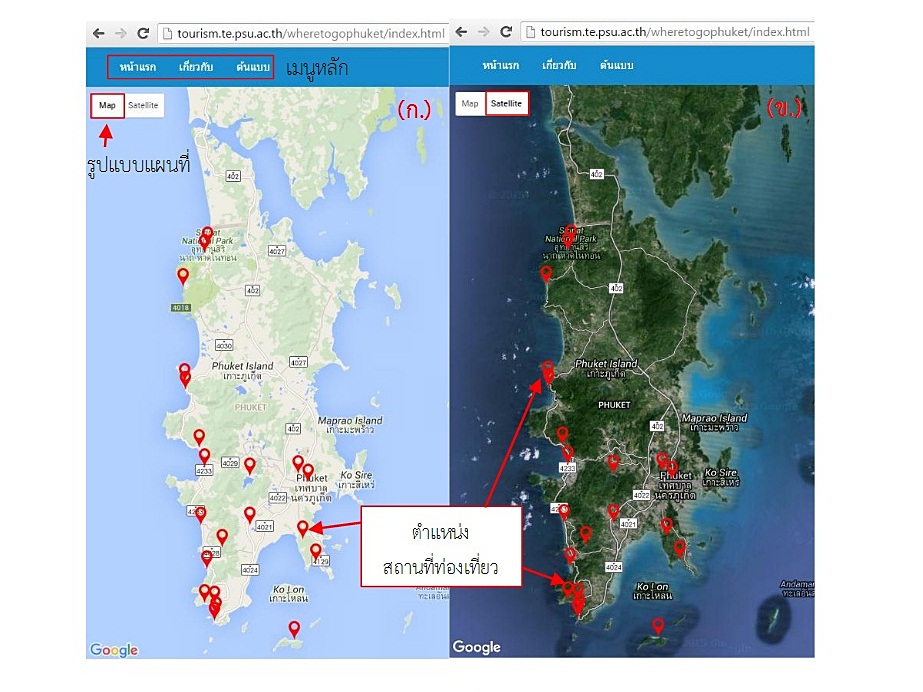 tourism.te.psu.ac.th/wheretogophuket/index.html
หน้าแรก เกี่ยวกับ ต้นแบบ เมนูหลัก
Map Satellite
(ก.)
รูปแบบแผนที่
402
Sirinat
National Park
อุทยานสิริ
นาถ-หาดในทอน
4027
402
4018
4030
4027
Phuket Island
เกาะภูเก็ต
PHUKET
Maprao Island
เกาะมะพร้าว
402
4029
4233
Ko Sire
เกาะสิเหร่
Phuket
เทศบาล
นครภูเก็ต
4022
4233
4021
4028
4129
4024
Ko Lon
เกาะโหลน
Google
ตำแหน่ง
สถานที่ท่องเที่ยว
tourism.te.psu.ac.th/wheretogophuket/index.html
หน้าแรก เกี่ยวกับ ต้นแบบ
Map Satellite
(ข.)
402
Sirinat
National Park
อุทยานสิริ
นาถ-หาดในทอน
402
Phuket Island
เกาะภูเก็ต
PHUKET
Maprao Island
เกาะมะพร้าว
402
4233
Ko Sire
เกาะสิเหร่
Phuket
เทศบาล
นครภูเก็ต
4022
4021
4024
Ko Lon
เกาะโหลน
Andaman
ทะเลอันดา
Google